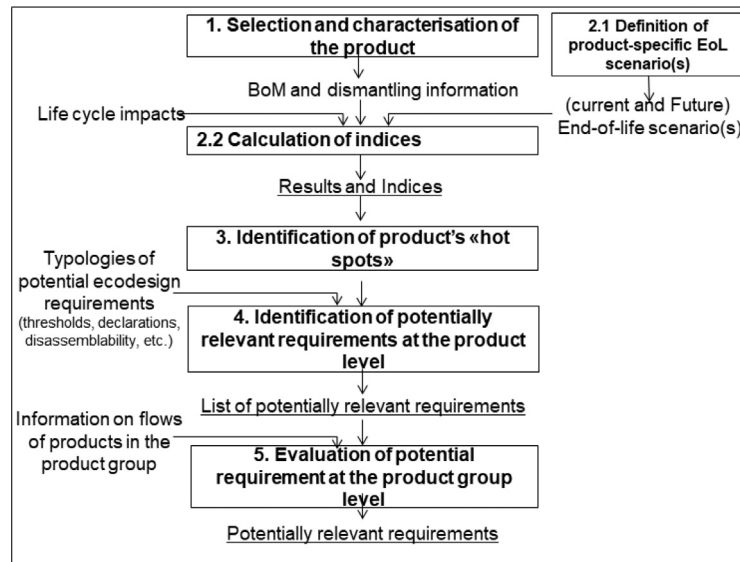 1. Selection and characterisation of
the product
2.1 Definition of
product-specific EoL
scenario(s)
BoM and dismantling information
Life cycle impacts
(current and Future)
End-of-life scenario(s)
2.2 Calculation of indices
Results and Indices
3. Identification of product's «hot
spots»
Typologies of
potential ecodesign
requirements
(thresholds, declarations,
disassemblability, etc.)
4. Identification of potentially
relevant requirements at the product
level
List of potentially relevant requirements
Information on flows
of products in the
product group
5. Evaluation of potential
requirement at the product group
level
Potentially relevant requirements